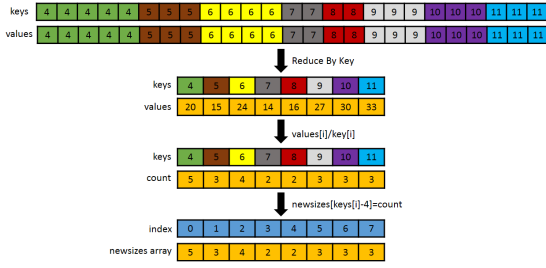 keys 4 4 4 4 4 5 5 5 6 6 6 6 7 7 8 8 9 9 9 10 10 10 11 11 11
values 4 4 4 4 4 5 5 5 6 6 6 6 7 7 8 8 9 9 9 10 10 10 11 11 11
Reduce By Key
keys 4 5 6 7 8 9 10 11
values 20 15 24 14 16 27 30 33
values[i]/key[i]
keys 4 5 6 7 8 9 10 11
count 5 3 4 2 2 3 3 3
newsizes[keys[i]-4]=count
index 0 1 2 3 4 5 6 7
newsizes array 5 3 4 2 2 3 3 3